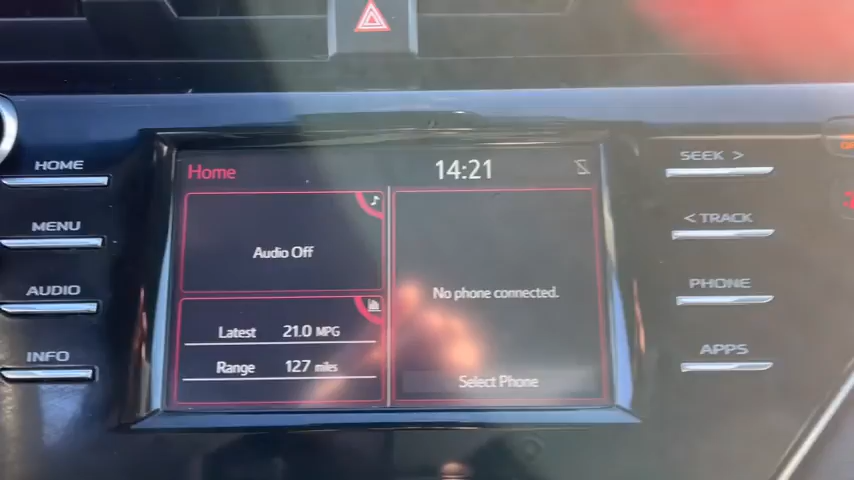 HOME
MENU
AUDIO
INFO
Home
14:21
Audio Off
Latest 21.0 MPG
Range 127 miles
No phone connected.
Select Phone
SEEK >
< TRACK
PHONE
APPS